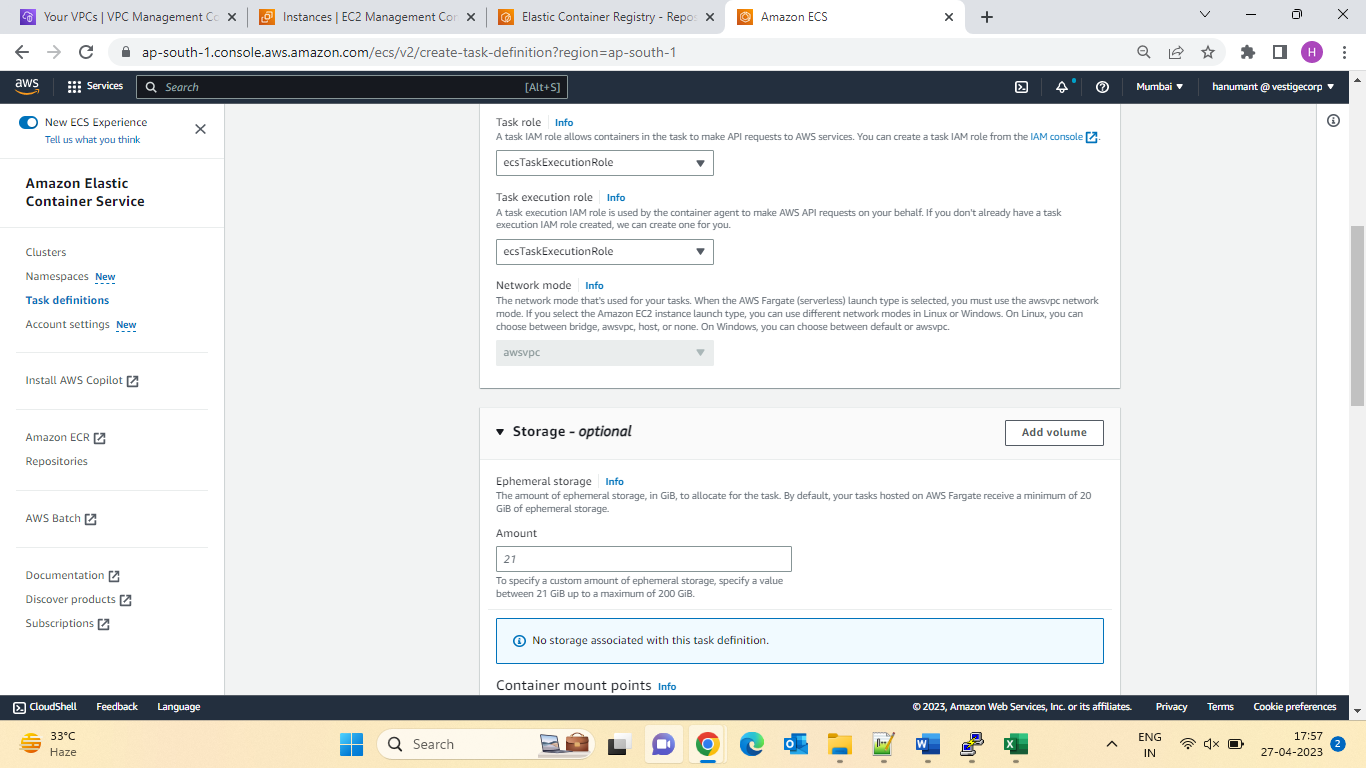 Your VPCs | VPC Management Co
Instances | EC2 Management Con
Elastic Container Registry - Repos
Amazon ECS
ap-south-1.console.aws.amazon.com/ecs/v2/create-task-definition?region=ap-south-1
H
aws
Services
Search
[Alt+S]
Mumbai
hanumant @ vestigecorp
New ECS Experience
Tell us what you think
Amazon Elastic
Container Service
Clusters
Namespaces New
Task definitions
Account settings New
Install AWS Copilot
Amazon ECR
Repositories
AWS Batch
Documentation
Discover products
Subscriptions
Task role Info
A task IAM role allows containers in the task to make API requests to AWS services. You can create a task IAM role from the IAM console.
ecsTaskExecutionRole
Task execution role Info
A task execution IAM role is used by the container agent to make AWS API requests on your behalf. If you don't already have a task
execution IAM role created, we can create one for you.
ecsTaskExecutionRole
Network mode Info
The network mode that's used for your tasks. When the AWS Fargate (serverless) launch type is selected, you must use the awsvpc network
mode. If you select the Amazon EC2 instance launch type, you can use different network modes in Linux or Windows. On Linux, you can
choose between bridge, awsvpc, host, or none. On Windows, you can choose between default or awsvpc.
awsvpc
Storage - optional
Add volume
Ephemeral storage Info
The amount of ephemeral storage, in GiB, to allocate for the task. By default, your tasks hosted on AWS Fargate receive a minimum of 20
GiB of ephemeral storage.
Amount
21
To specify a custom amount of ephemeral storage, specify a value
between 21 GiB up to a maximum of 200 GiB.
No storage associated with this task definition.
Container mount points Info
CloudShell
Feedback
Language
© 2023, Amazon Web Services, Inc. or its affiliates.
Privacy
Terms
Cookie preferences
33°C
Haze
Search
ENG
IN
17:57
27-04-2023
2